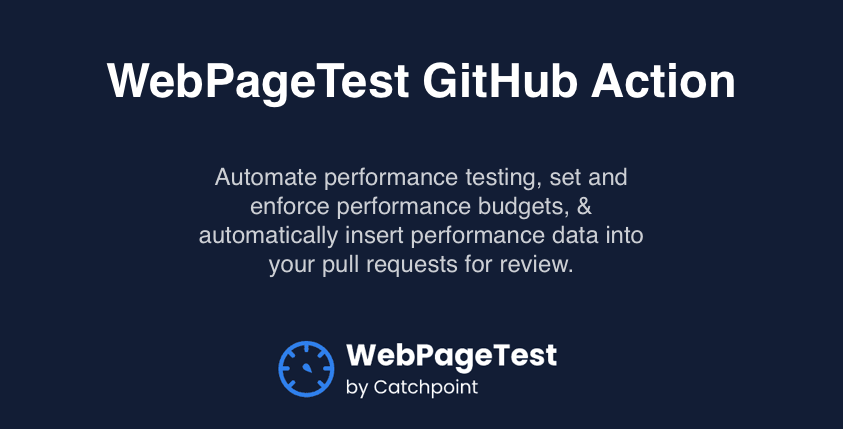 WebPageTest GitHub Action
Automate performance testing, set and
enforce performance budgets, &
automatically insert performance data into
your pull requests for review.
WebPageTest
by Catchpoint